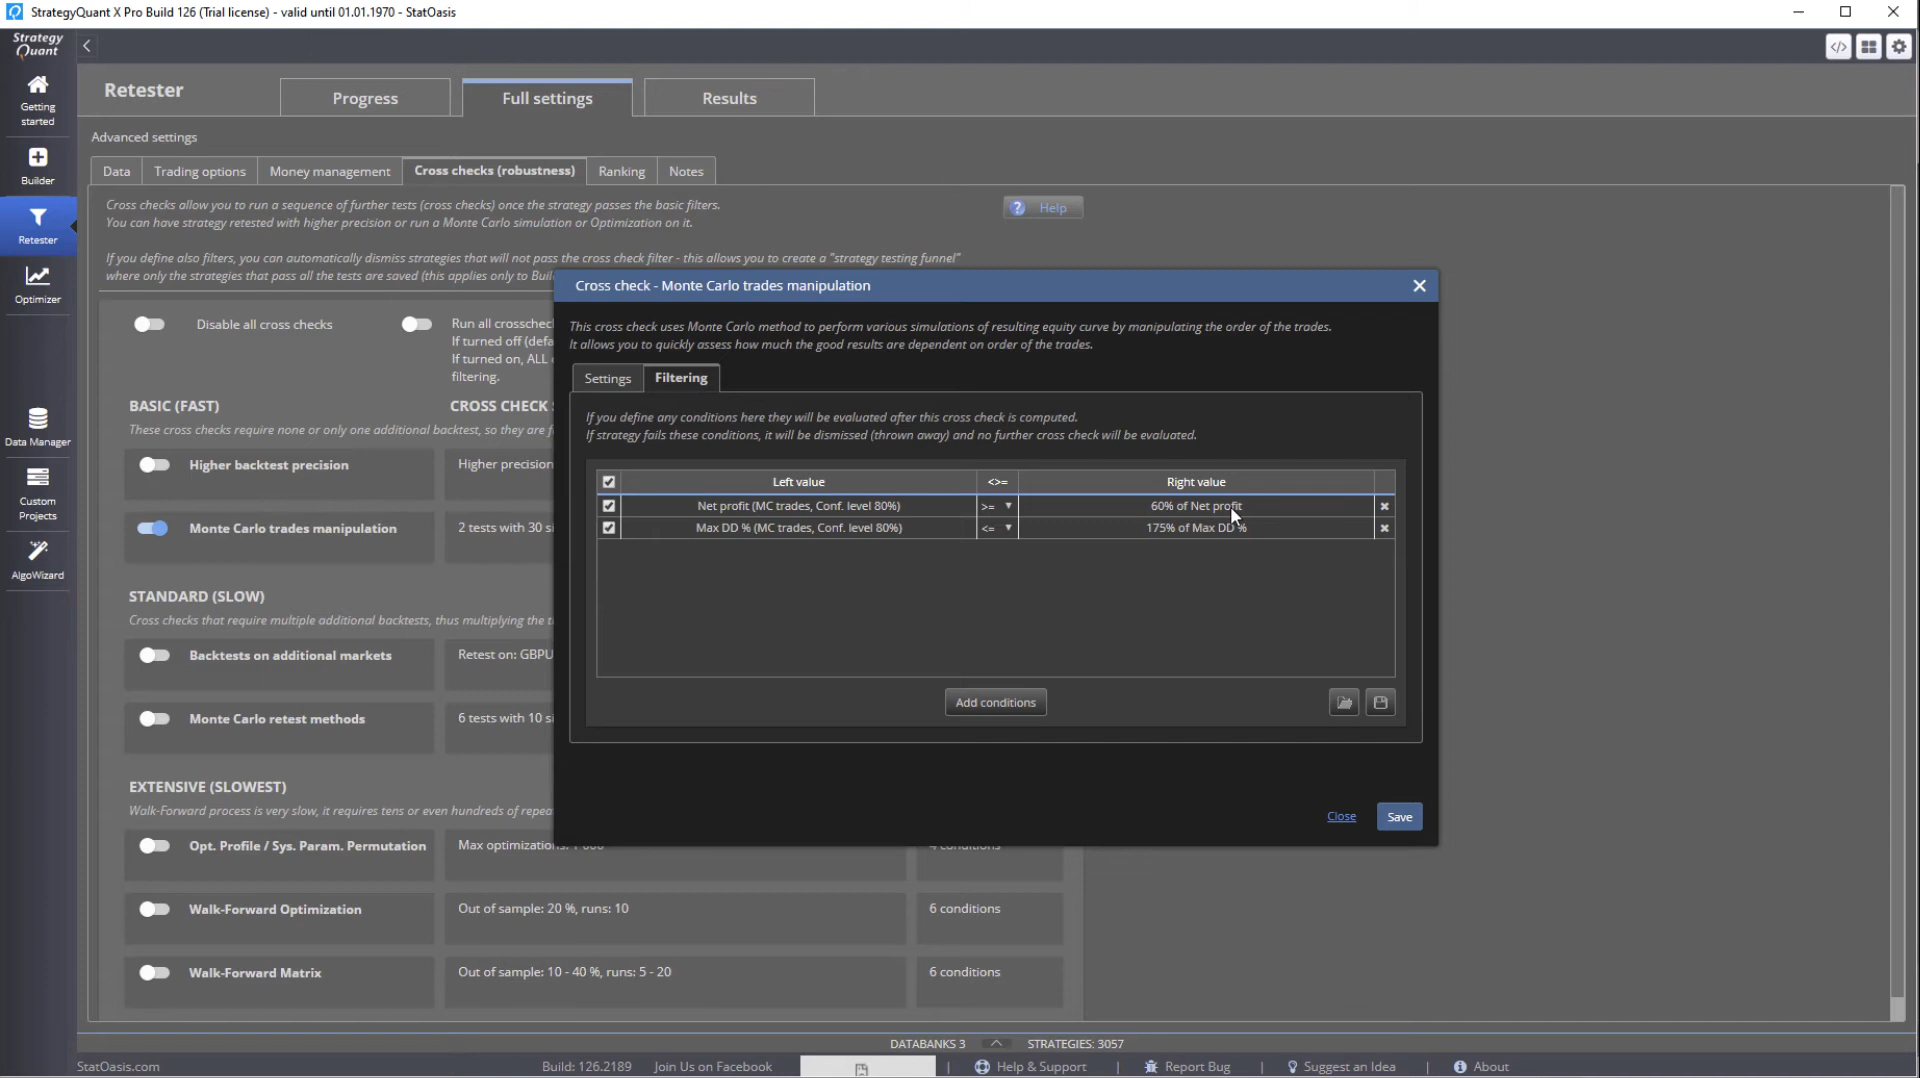 StrategyQuant X Pro Build 126 (Trial license) - valid until 01.01.1970 - StatOasis
Strategy
Quant
Getting
started
Builder
Retester
Optimizer
Data Manager
Custom
Projects
AlgoWizard
Retester
Progress
Full settings
Results
Advanced settings
Data
Trading options
Money management
Cross checks (robustness)
Ranking
Notes
Cross checks allow you to run a sequence of further tests (cross checks) once the strategy passes the basic filters.
You can have strategy retested with higher precision or run a Monte Carlo simulation or Optimization on it.
? Help
If you define also filters, you can automatically dismiss strategies that will not pass the cross check filter - this allows you to create a "strategy testing funnel"
where only the strategies that pass all the tests are saved (this applies only to Buil
Disable all cross checks
Run all crosschec
If turned off (defa
If turned on, ALL
filtering.
BASIC (FAST)
CROSS CHECK
These cross checks require none or only one additional backtest, so they are f
Higher backtest precision
Higher precision
Monte Carlo trades manipulation
2 tests with 30 si
STANDARD (SLOW)
Cross checks that require multiple additional backtests, thus multiplying the t
Backtests on additional markets
Retest on: GBPU
Monte Carlo retest methods
6 tests with 10 si
EXTENSIVE (SLOWEST)
Walk-Forward process is very slow, it requires tens or even hundreds of repea
Opt. Profile / Sys. Param. Permutation
Max optimizations: 1 000
4 conditions
Walk-Forward Optimization
Out of sample: 20 %, runs: 10
6 conditions
Walk-Forward Matrix
Out of sample: 10 - 40 %, runs: 5 - 20
6 conditions
Cross check - Monte Carlo trades manipulation
This cross check uses Monte Carlo method to perform various simulations of resulting equity curve by manipulating the order of the trades.
It allows you to quickly assess how much the good results are dependent on order of the trades.
Settings
Filtering
If you define any conditions here they will be evaluated after this cross check is computed.
If strategy fails these conditions, it will be dismissed (thrown away) and no further cross check will be evaluated.
Left value
<>=
Right value
Net profit (MC trades, Conf. level 80%)
>=
60% of Net profit
Max DD % (MC trades, Conf. level 80%)
<=
175% of Max DD %
Add conditions
Close
Save
DATABANKS 3
STRATEGIES: 3057
StatOasis.com
Build: 126.2189
Join Us on Facebook
Help & Support
Report Bug
Suggest an Idea
About